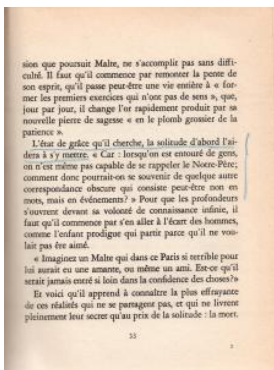 sion que poursuit Malte, ne s'accomplit pas sans diffi-
culté. Il faut qu'il commence par remonter la pente de
son esprit, qu'il passe peut-être une vie entière à « for-
mer les premiers exercices qui n'ont pas de sens », que,
jour par jour, il change l'or rapidement produit par sa
nouvelle pierre de sagesse « en le plomb grossier de la
patience ».
L'état de grâce qu'il cherche, la solitude d'abord l'ai-
dera à s'y mettre. « Car : lorsqu'on est entouré de gens,
on n'est même pas capable de se rappeler le Notre-Père;
comment donc pourrait-on se souvenir de quelque autre
correspondance obscure qui consiste peut-être non en
mots, mais en événements? » Pour que les profondeurs
s'ouvrent devant sa volonté de connaissance infinie, il
faut qu'il commence par s'en aller à l'écart des hommes,
comme l'enfant prodigue qui partit parce qu'il ne vou-
lait pas être aimé.
« Imaginez un Malte qui dans ce Paris si terrible pour
lui aurait eu une amante, ou même un ami. Est-ce qu'il
serait jamais entré si loin dans la confidence des choses?»
Et voici qu'il apprend à connaître la plus effrayante
de ces réalités qui ne se partagent pas, et qui ne livrent
pleinement leur secret qu'au prix de la solitude : la mort.